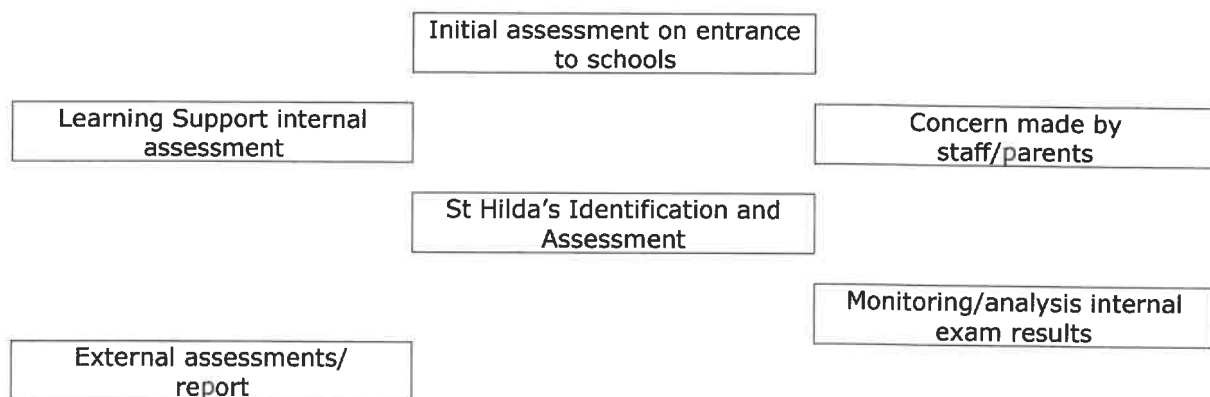 Initial assessment on entrance
to schools
Learning Support internal
assessment
Concern made by
staff/parents
St Hilda's Identification and
Assessment
Monitoring/analysis internal
exam results
External assessments/
report